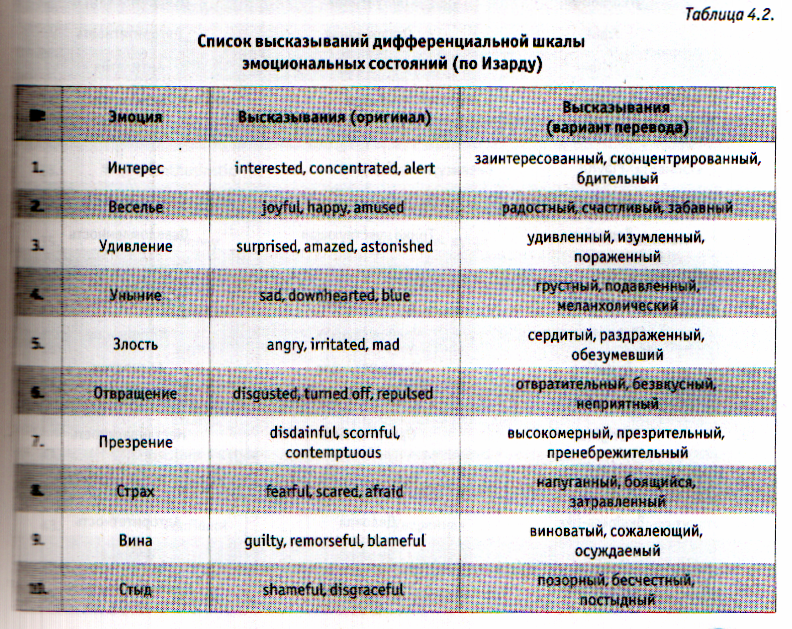 Таблица 4.2.
Список высказываний дифференциальной шкалы
эмоциональных состояний (по Изарду)
№ Эмоция Высказывания (оригинал) Высказывания
(вариант перевода)
1. Интерес interested, concentrated, alert заинтересованный, сконцентрированный,
бдительный
2. Веселье joyful, happy, amused радостный, счастливый, забавный
3. Удивление surprised, amazed, astonished удивленный, изумленный,
пораженный
4. Уныние sad, downhearted, blue грустный, подавленный,
меланхолический
5. Злость angry, irritated, mad сердитый, раздраженный,
обезумевший
6. Отвращение disgusted, turned off, repulsed отвратительный, безвкусный,
неприятный
7. Презрение disdainful, scornful,
contemptuous высокомерный, презрительный,
пренебрежительный
8. Страх fearful, scared, afraid напуганный, боящийся,
затравленный
9. Вина guilty, remorseful, blameful виноватый, сожалеющий,
осуждаемый
10. Стыд shameful, disgraceful позорный, бесчестный,
постыдный